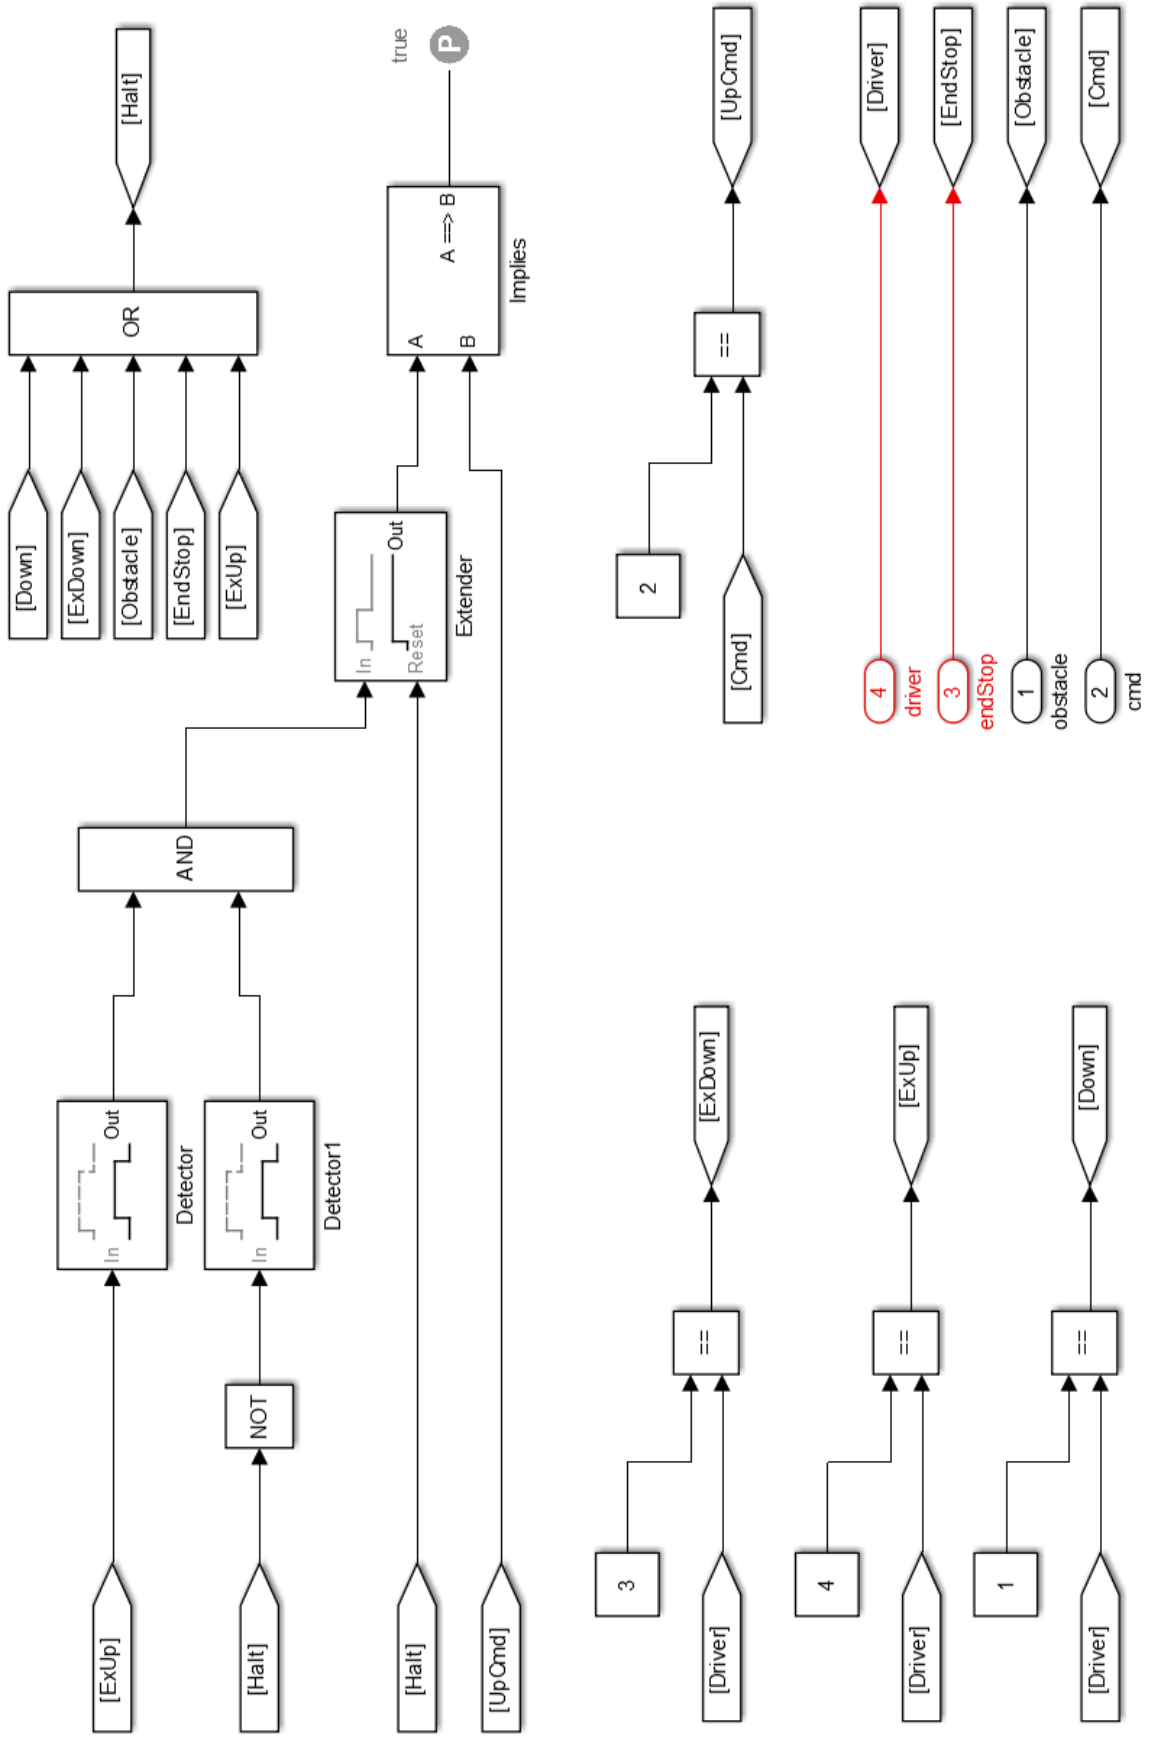 [ExUp]
In
Out
Detector
[Halt]
NOT
In
Out
Detector1
AND
[Halt]
[UpCmd]
In
Reset
Out
Extender
A
B
A ==> B
Implies
true
P
[Down]
[ExDown]
[Obstacle]
[EndStop]
[ExUp]
OR
[Halt]
3
[Driver]
==
[ExDown]
4
[Driver]
==
[ExUp]
1
[Driver]
==
[Down]
2
[Cmd]
==
[UpCmd]
4
driver
[Driver]
3
endStop
[EndStop]
1
obstacle
[Obstacle]
2
cmd
[Cmd]